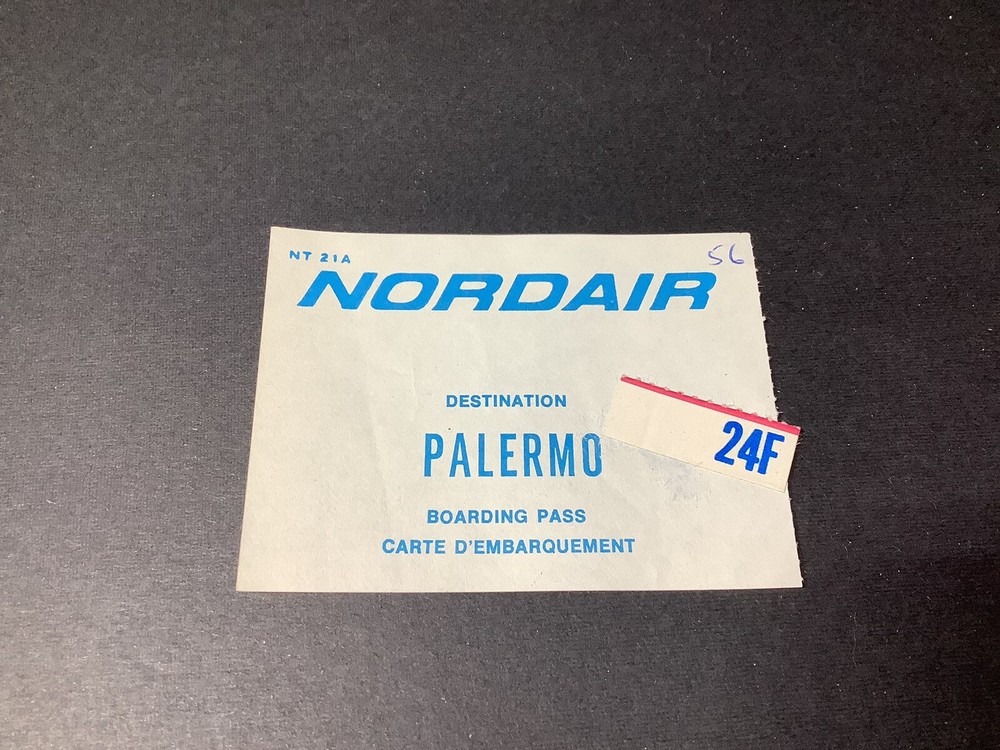 NT 21A
56
NORDAIR
DESTINATION
PALERMO
24F
BOARDING PASS
CARTE D'EMBARQUEMENT